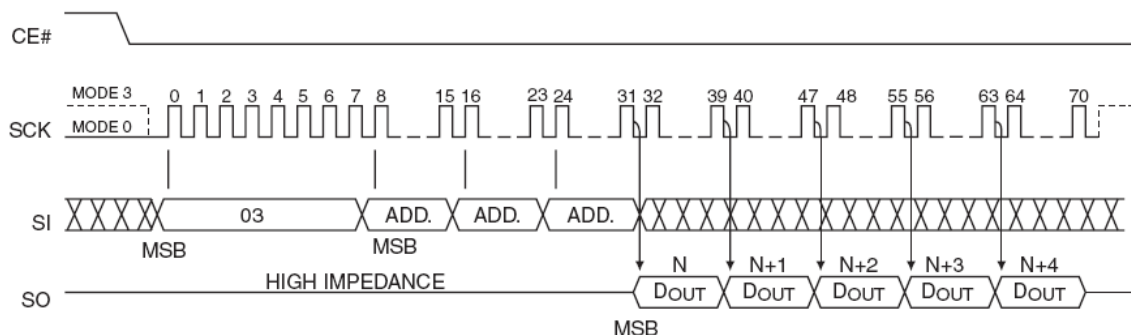 CE#
MODE 3
0 1 2 3 4 5 6 7 8 15 16 23 24 31 32 39 40 47 48 55 56 63 64 70
SCK
MODE 0
SI
03 ADD. ADD. ADD.
MSB MSB
HIGH IMPEDANCE
N N+1 N+2 N+3 N+4
SO
DOUT DOUT DOUT DOUT DOUT
MSB